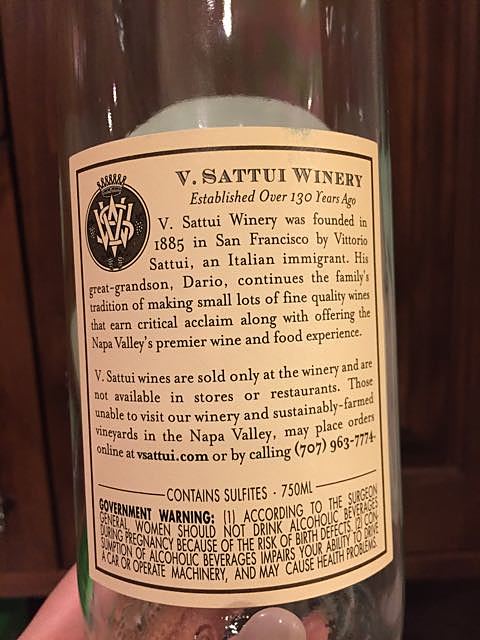 V. SATTUI WINERY
Established Over 130 Years Ago
V. Sattui Winery was founded in
1885 in San Francisco by Vittorio
Sattui, an Italian immigrant. His
great-grandson, Dario, continues the family's
tradition of making small lots of fine quality wines
that earn critical acclaim along with offering the
Napa Valley's premier wine and food experience.
V. Sattui wines are sold only at the winery and are
not available in stores or restaurants. Those
unable to visit our winery and sustainably-farmed
vineyards in the Napa Valley, may place orders
online at vsattui.com or by calling (707) 963-7774.
CONTAINS SULFITES · 750ML
GOVERNMENT WARNING: (1) ACCORDING TO THE SURGEON
GENERAL, WOMEN SHOULD NOT DRINK ALCOHOLIC BEVERAGES
DURING PREGNANCY BECAUSE OF THE RISK OF BIRTH DEFECTS. (2) CON-
SUMPTION OF ALCOHOLIC BEVERAGES IMPAIRS YOUR ABILITY TO DRIVE
A CAR OR OPERATE MACHINERY, AND MAY CAUSE HEALTH PROBLEMS.